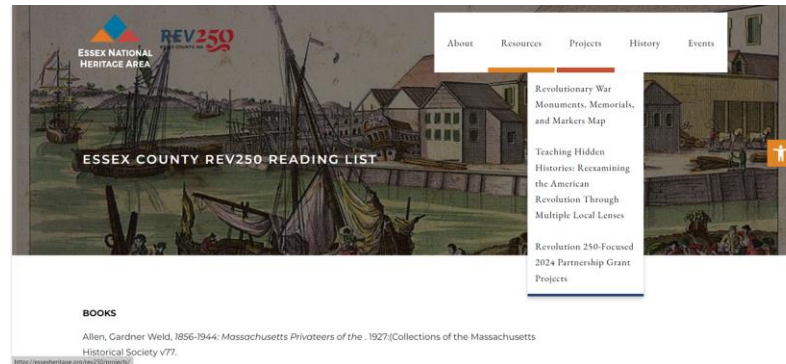 ESSEX NATIONAL
HERITAGE AREA
REV250
ESSEX COUNTY, MA
About Resources Projects History Events
Revolutionary War
Monuments, Memorials,
and Markers Map
Teaching Hidden
Histories: Reexamining
the American
Revolution Through
Multiple Local Lenses
Revolution 250-Focused
2024 Partnership Grant
Projects
ESSEX COUNTY REV250 READING LIST
BOOKS
Allen, Gardner Weld, 1856-1944: Massachusetts Privateers of the . 1927:(Collections of the Massachusetts
Historical Society v77.
https://essexheritage.org/rev250/projects/